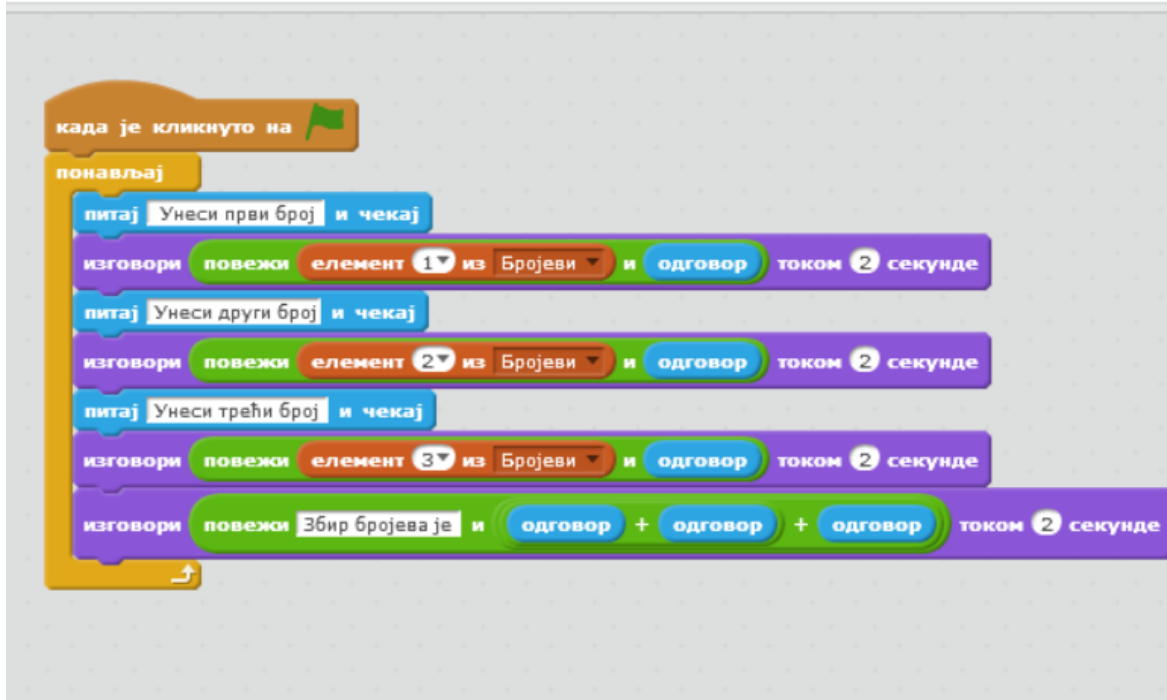 када је кликнуто на
понављај
питај Унеси први број и чекај
изговори повежи елемент 1 из Бројеви и одговор током 2 секунде
питај Унеси други број и чекај
изговори повежи елемент 2 из Бројеви и одговор током 2 секунде
питај Унеси трећи број и чекај
изговори повежи елемент 3 из Бројеви и одговор током 2 секунде
изговори повежи Збир бројева је и одговор + одговор + одговор током 2 секунде